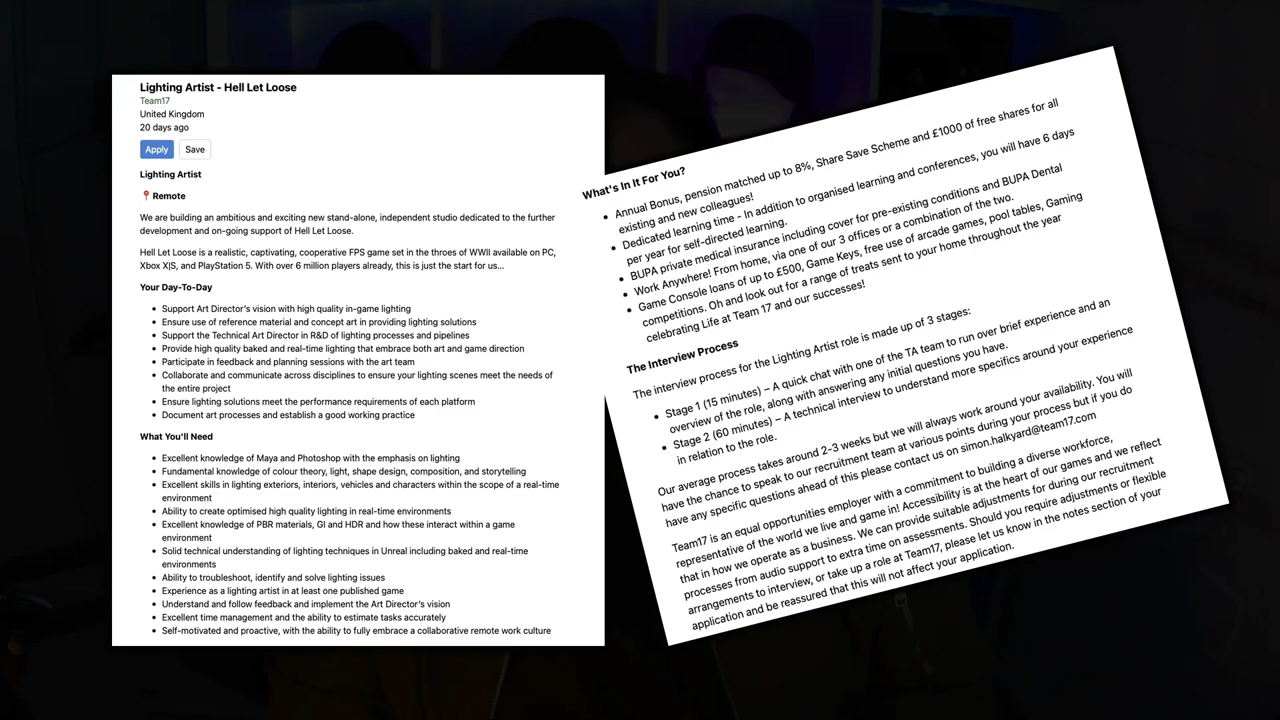 Lighting Artist - Hell Let Loose
Team17
United Kingdom
20 days ago
Apply
Save
Lighting Artist
Remote
We are building an ambitious and exciting new stand-alone, independent studio dedicated to the further
development and on-going support of Hell Let Loose.
Hell Let Loose is a realistic, captivating, cooperative FPS game set in the throes of WWII available on PC,
Xbox X|S, and PlayStation 5. With over 6 million players already, this is just the start for us...
Your Day-To-Day
• Support Art Director's vision with high quality in-game lighting
• Ensure use of reference material and concept art in providing lighting solutions
• Support the Technical Art Director in R&D of lighting processes and pipelines
• Provide high quality baked and real-time lighting that embrace both art and game direction
• Participate in feedback and planning sessions with the art team
• Collaborate and communicate across disciplines to ensure your lighting scenes meet the needs of
the entire project
• Ensure lighting solutions meet the performance requirements of each platform
• Document art processes and establish a good working practice
What You'll Need
• Excellent knowledge of Maya and Photoshop with the emphasis on lighting
• Fundamental knowledge of colour theory, light, shape design, composition, and storytelling
• Excellent skills in lighting exteriors, interiors, vehicles and characters within the scope of a real-time
environment
• Ability to create optimised high quality lighting in real-time environments
• Excellent knowledge of PBR materials, GI and HDR and how these interact within a game
environment
• Solid technical understanding of lighting techniques in Unreal including baked and real-time
environments
• Ability to troubleshoot, identify and solve lighting issues
• Experience as a lighting artist in at least one published game
• Understand and follow feedback and implement the Art Director's vision
• Excellent time management and the ability to estimate tasks accurately
• Self-motivated and proactive, with the ability to fully embrace a collaborative remote work culture
What's In It For You?
• Annual Bonus, pension matched up to 8%, Share Save Scheme and £1000 of free shares for all
existing and new colleagues!
• Dedicated learning time - In addition to organised learning and conferences, you will have 6 days
per year for self-directed learning.
• BUPA private medical insurance including cover for pre-existing conditions and BUPA Dental
• Work Anywhere! From home, via one of our 3 offices or a combination of the two.
• Game Console loans of up to £500, Game Keys, free use of arcade games, pool tables, Gaming
competitions. Oh and look out for a range of treats sent to your home throughout the year
celebrating Life at Team 17 and our successes!
The Interview Process
The interview process for the Lighting Artist role is made up of 3 stages:
• Stage 1 (15 minutes) – A quick chat with one of the TA team to run over brief experience and an
overview of the role, along with answering any initial questions you have.
• Stage 2 (60 minutes) – A technical interview to understand more specifics around your experience
in relation to the role.
Our average process takes around 2-3 weeks but we will always work around your availability. You will
have the chance to speak to our recruitment team at various points during your process but if you do
have any specific questions ahead of this please contact us on simon.halkyard@team17.com
Team17 is an equal opportunities employer with a commitment to building a diverse workforce,
representative of the world we live and game in! Accessibility is at the heart of our games and we reflect
that in how we operate as a business. We can provide suitable adjustments for during our recruitment
processes from audio support to extra time on assessments. Should you require adjustments or flexible
arrangements to interview, or take up a role at Team17, please let us know in the notes section of your
application and be reassured that this will not affect your application.